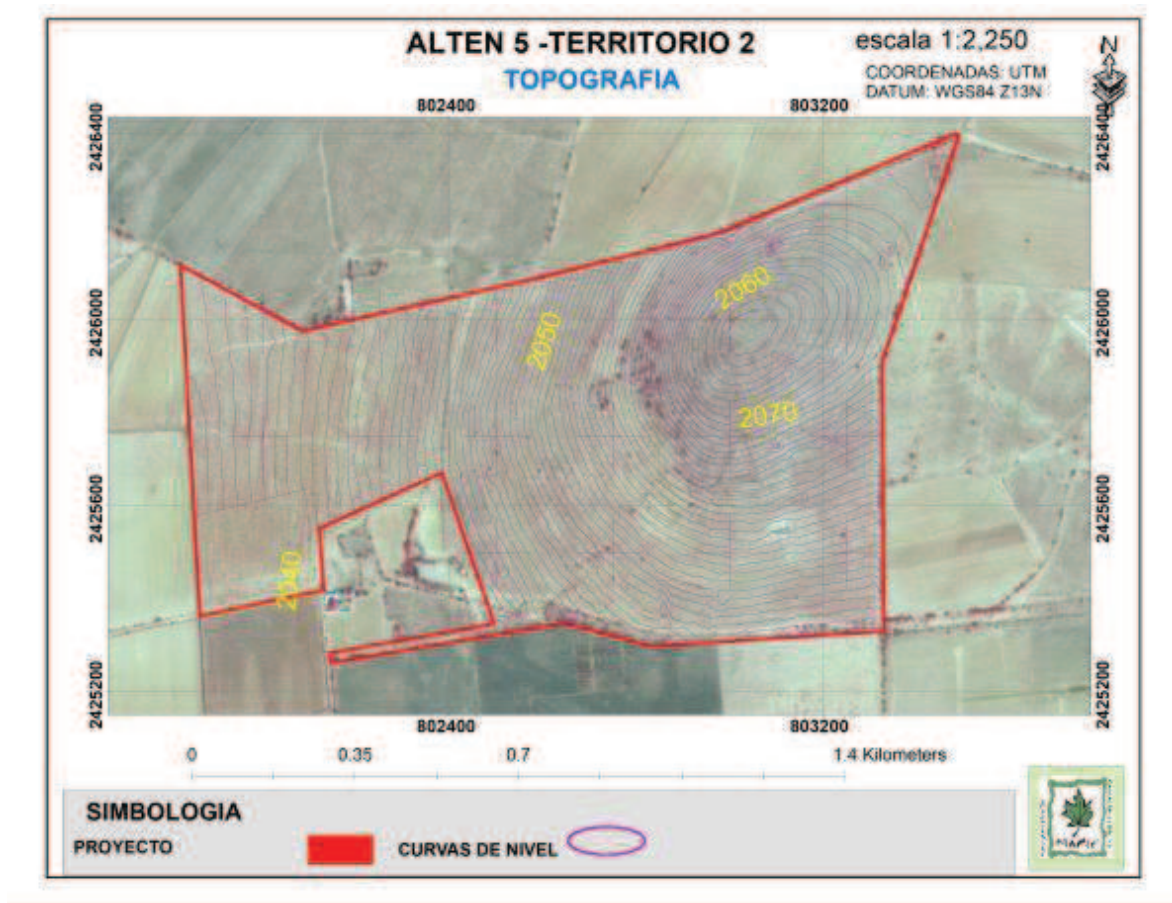 ALTEN 5 -TERRITORIO 2
TOPOGRAFIA
escala 1:2,250
COORDENADAS: UTM
DATUM: WGS84 Z13N
N
802400 803200
2426400 2426400
2426000 2426000
2425600 2425600
2425200 2425200
2060
2050
2070
2040
802400 803200
0 0.35 0.7 1.4 Kilometers
SIMBOLOGIA
PROYECTO CURVAS DE NIVEL